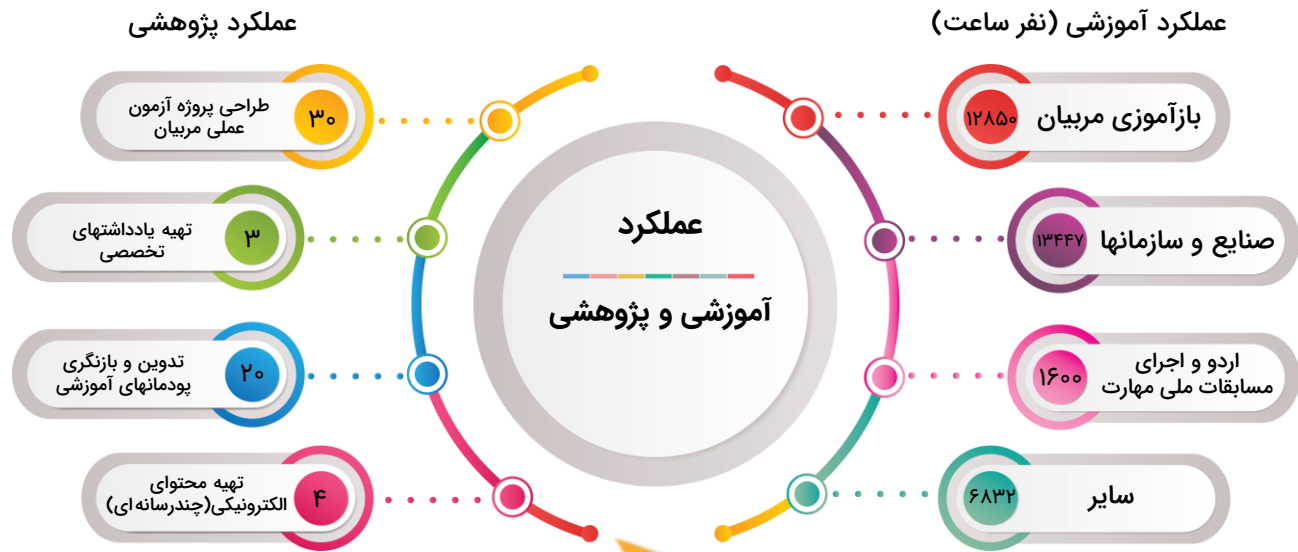 عملکرد آموزشی (نفر ساعت)
بازآموزی مربیان
۱۲۸۵۰
صنایع و سازمانها
۱۳۴۴۷
اردو و اجرای
مسابقات ملی مهارت
۱۶۰۰
سایر
۶۸۳۲
عملکرد
آموزشی و پژوهشی
عملکرد پژوهشی
۳۰
طراحی پروژه آزمون
عملی مربیان
۳
تهیه یادداشتهای
تخصصی
۲۰
تدوین و بازنگری
پودمانهای آموزشی
۴
تهیه محتوای
الکترونیکی(چندرسانه ای)